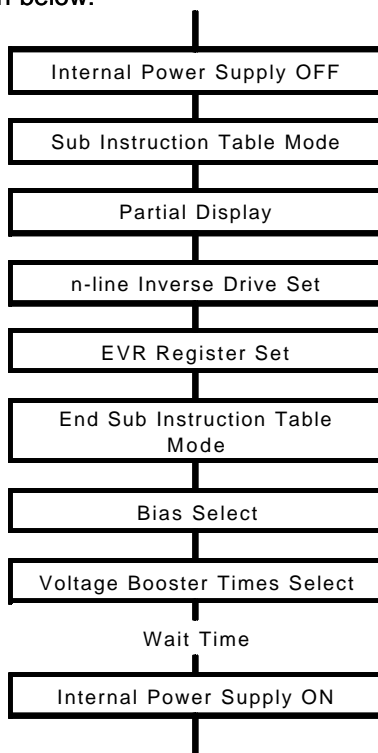 below:
Internal Power Supply OFF
Sub Instruction Table Mode
Partial Display
n-line Inverse Drive Set
EVR Register Set
End Sub Instruction Table
Mode
Bias Select
Voltage Booster Times Select
Wait Time
Internal Power Supply ON